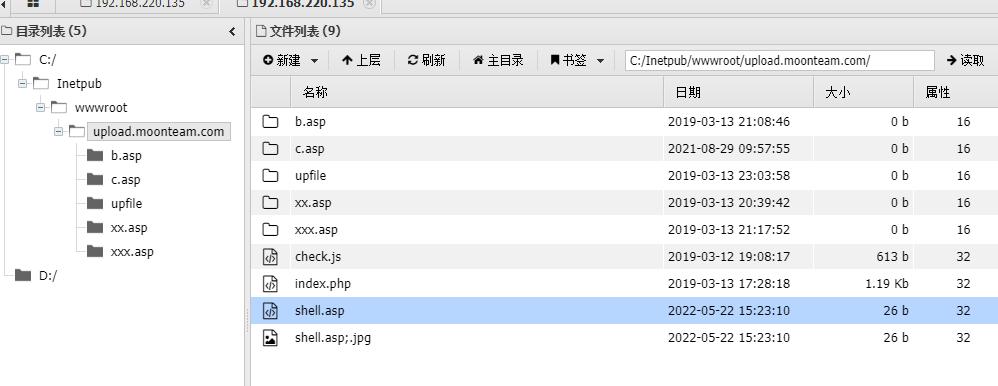 192.168.220.135
192.168.220.135
目录列表 (5)
C:/
Inetpub
wwwroot
upload.moonteam.com
b.asp
c.asp
upfile
xx.asp
xxx.asp
D:/
文件列表 (9)
新建 上层 刷新 主目录 书签 C:/Inetpub/wwwroot/upload.moonteam.com/ 读取
名称 日期 大小 属性
b.asp 2019-03-13 21:08:46 0 b 16
c.asp 2021-08-29 09:57:55 0 b 16
upfile 2019-03-13 23:03:58 0 b 16
xx.asp 2019-03-13 20:39:42 0 b 16
xxx.asp 2019-03-13 21:17:52 0 b 16
check.js 2019-03-12 19:08:17 613 b 32
index.php 2019-03-13 17:28:18 1.19 Kb 32
shell.asp 2022-05-22 15:23:10 26 b 32
shell.asp;.jpg 2022-05-22 15:23:10 26 b 32